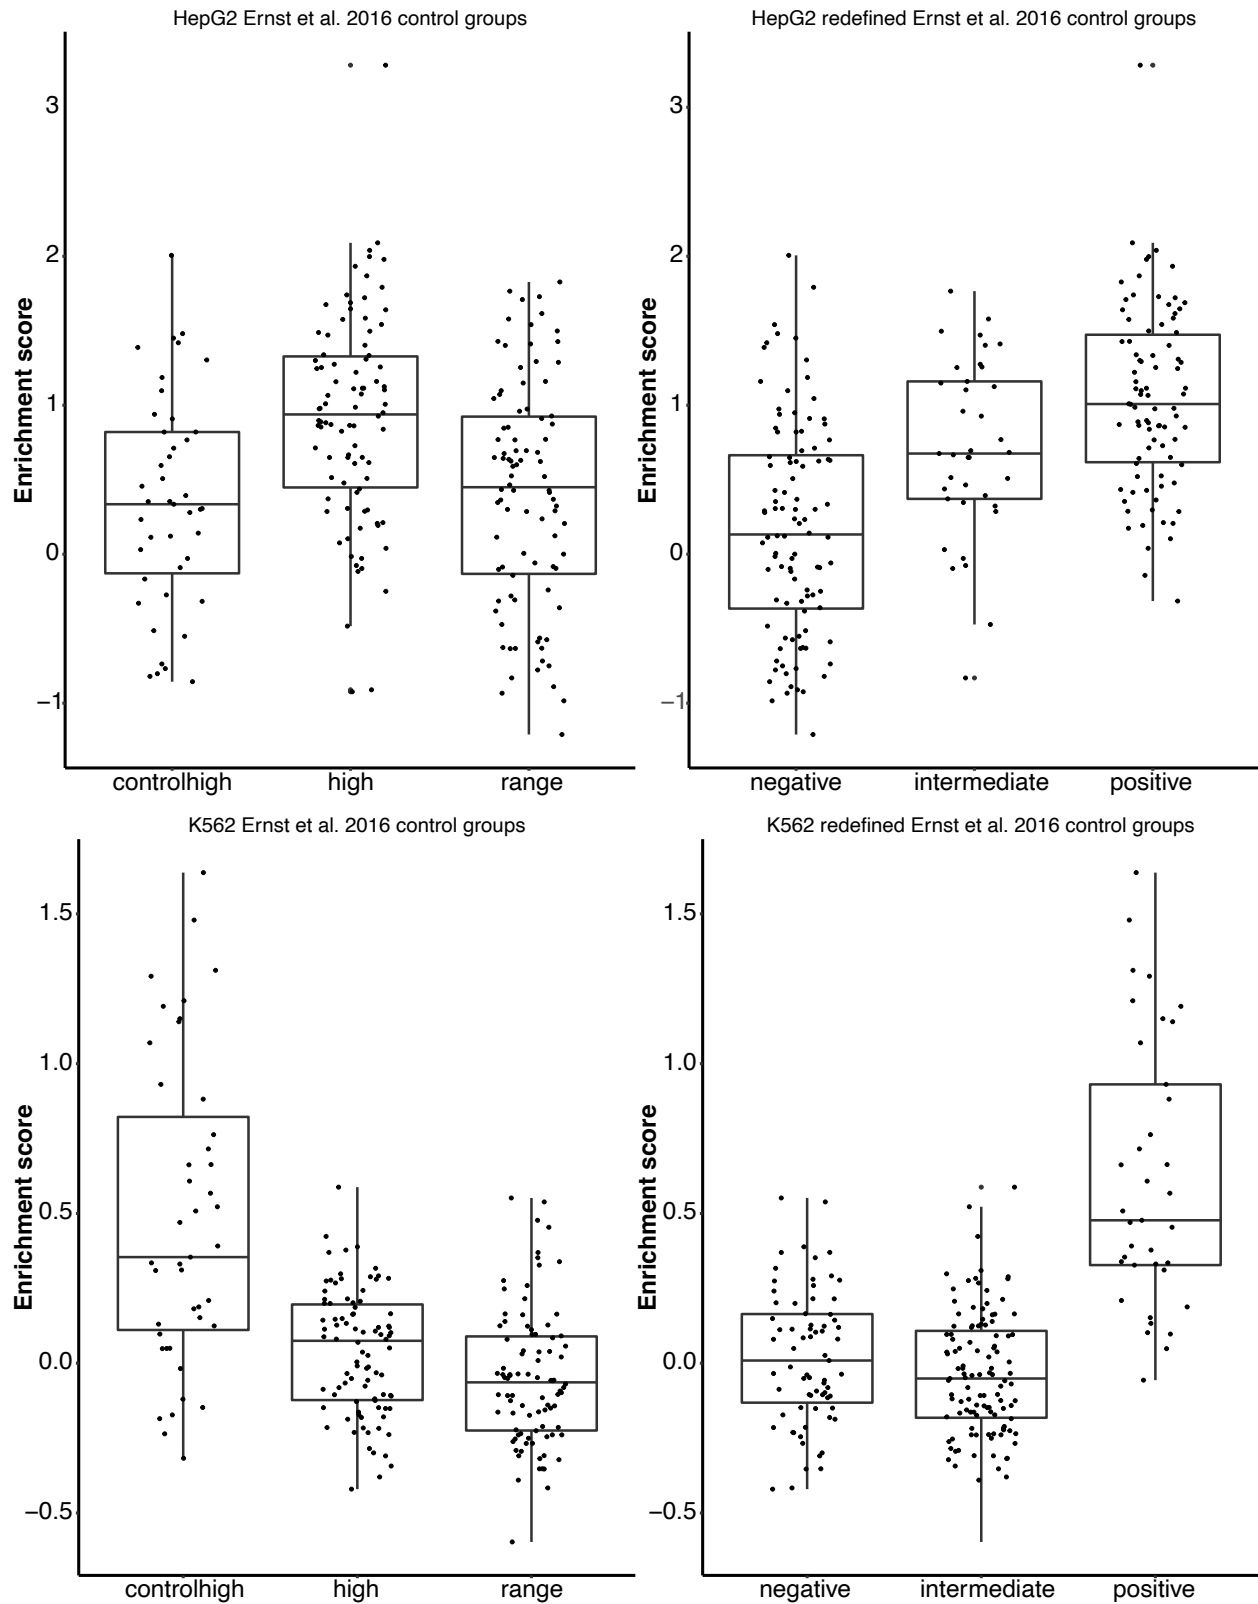 HepG2 Ernst et al. 2016 control groups
Enrichment score
3
2
1
0
−1
controlhigh high range
HepG2 redefined Ernst et al. 2016 control groups
Enrichment score
3
2
1
0
−1
negative intermediate positive
K562 Ernst et al. 2016 control groups
Enrichment score
1.5
1.0
0.5
0.0
−0.5
controlhigh high range
K562 redefined Ernst et al. 2016 control groups
Enrichment score
1.5
1.0
0.5
0.0
−0.5
negative intermediate positive